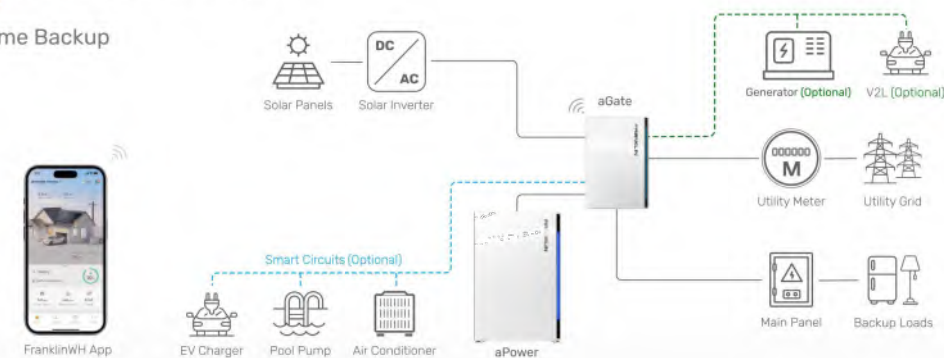 me Backup
DC
AC
Solar Panels
Solar Inverter
aGate
Generator (Optional)
V2L (Optional)
000000
M
Utility Meter
Utility Grid
Smart Circuits (Optional)
Main Panel
Backup Loads
FranklinWH App
EV Charger
Pool Pump
Air Conditioner
aPower